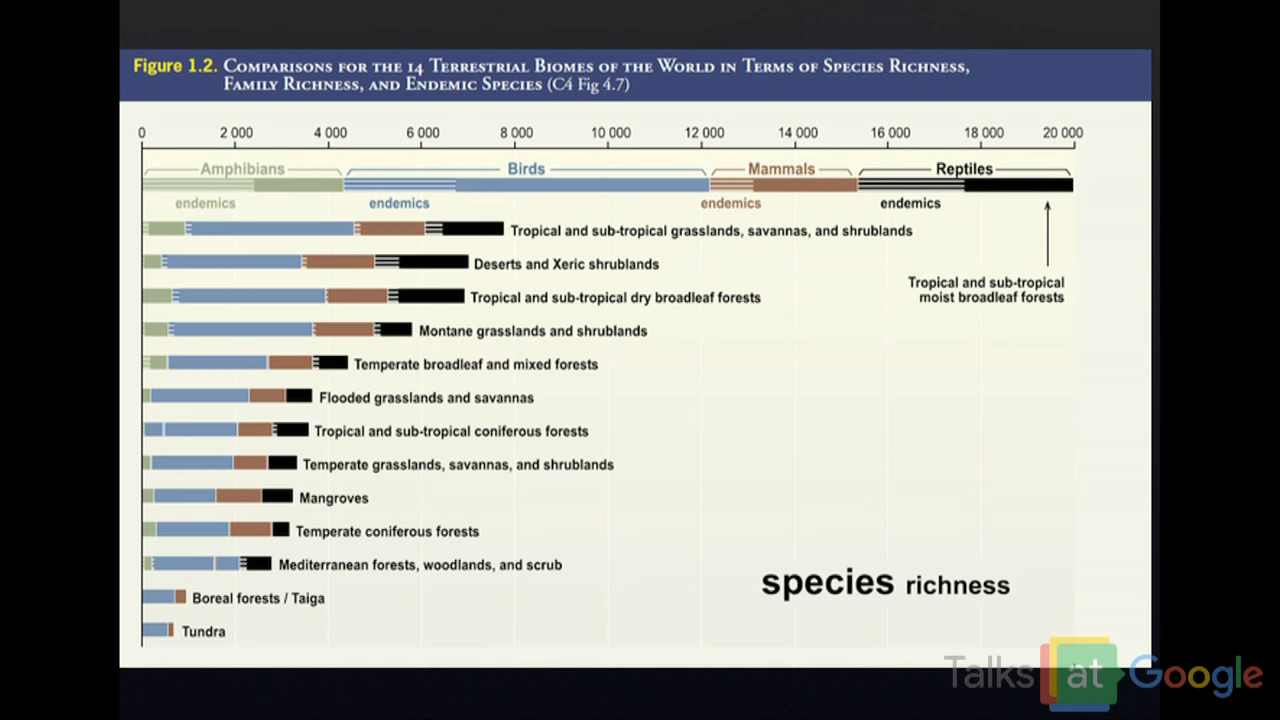 Figure 1.2. Comparisons for the 14 Terrestrial Biomes of the World in Terms of Species Richness,
Family Richness, and Endemic Species (C4 Fig 4.7)
0 2 000 4 000 6 000 8 000 10 000 12 000 14 000 16 000 18 000 20 000
Amphibians Birds Mammals Reptiles
endemics endemics endemics endemics
Tropical and sub-tropical grasslands, savannas, and shrublands
Deserts and Xeric shrublands
Tropical and sub-tropical
moist broadleaf forests
Tropical and sub-tropical dry broadleaf forests
Montane grasslands and shrublands
Temperate broadleaf and mixed forests
Flooded grasslands and savannas
Tropical and sub-tropical coniferous forests
Temperate grasslands, savannas, and shrublands
Mangroves
Temperate coniferous forests
Mediterranean forests, woodlands, and scrub
species richness
Boreal forests / Taiga
Tundra
Talks at Google